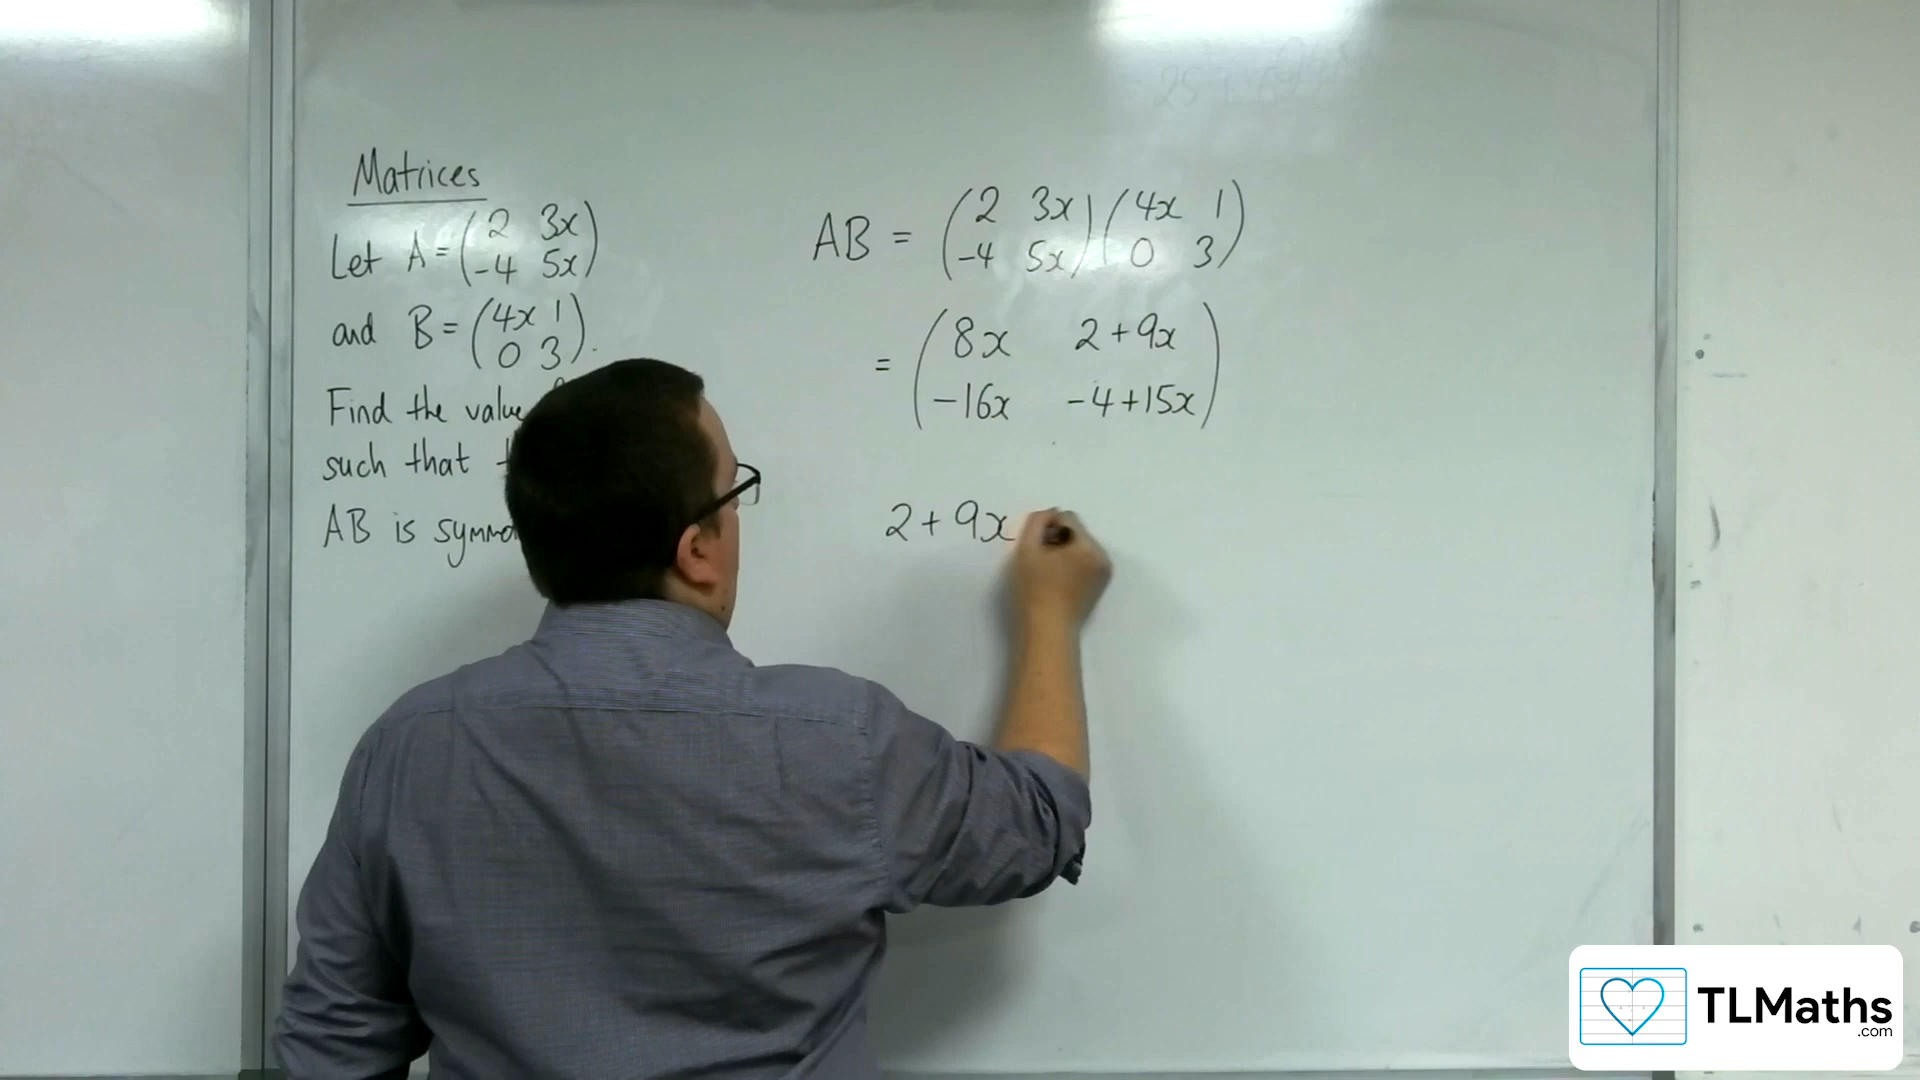 Matrices
Let A = (2 3x
-4 5x)
and B = (4x 1
0 3).
Find the value
such that
AB is
AB = (2 3x
-4 5x)(4x 1
0 3)
= (8x 2+9x
-16x -4+15x)
2 + 9x
TLMaths
.com